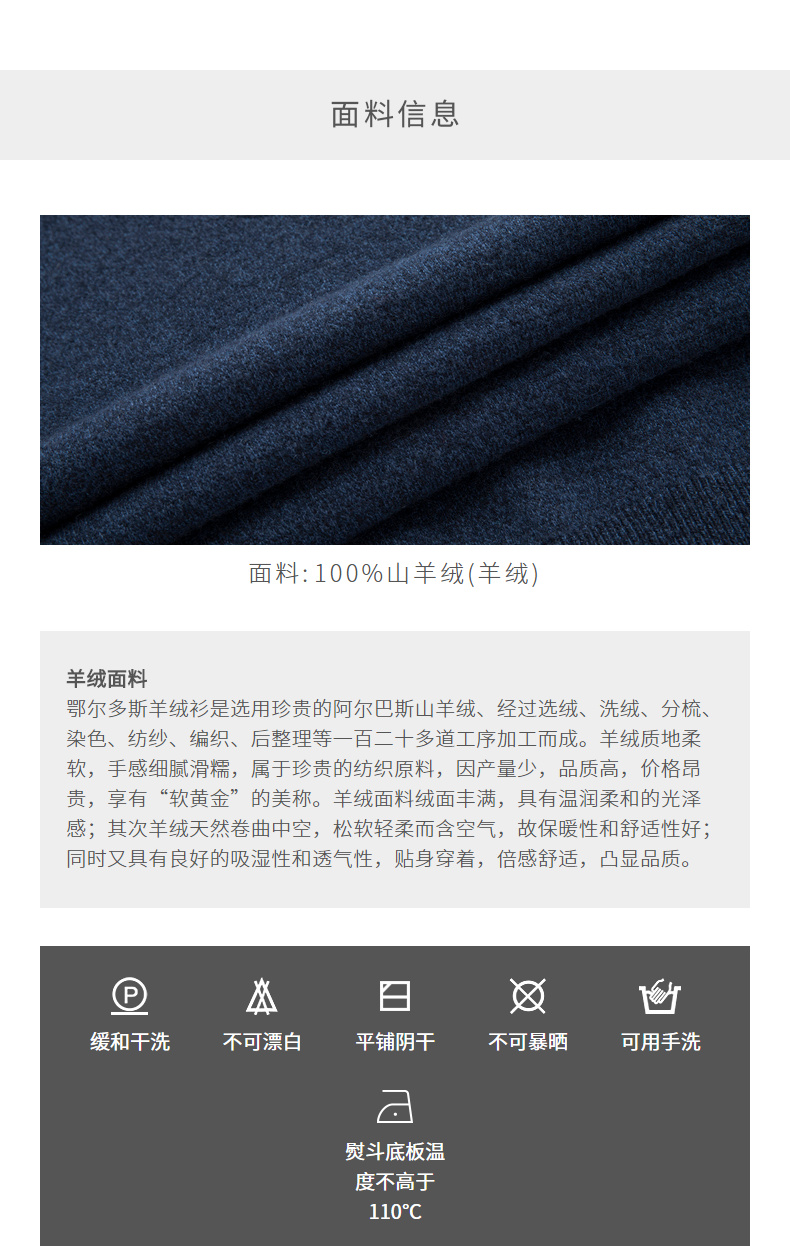 面料信息
面料:100%山羊绒(羊绒)
羊绒面料
鄂尔多斯羊绒衫是选用珍贵的阿尔巴斯山羊绒、经过选绒、洗绒、分梳、
染色、纺纱、编织、后整理等一百二十多道工序加工而成。羊绒质地柔
软，手感细腻滑糯，属于珍贵的纺织原料，因产量少，品质高，价格昂
贵，享有“软黄金”的美称。羊绒面料绒面丰满，具有温润柔和的光泽
感；其次羊绒天然卷曲中空，松软轻柔而含空气，故保暖性和舒适性好；
同时又具有良好的吸湿性和透气性，贴身穿着，倍感舒适，凸显品质。
P
缓和干洗 不可漂白 平铺阴干 不可暴晒 可用手洗
熨斗底板温
度不高于
110℃